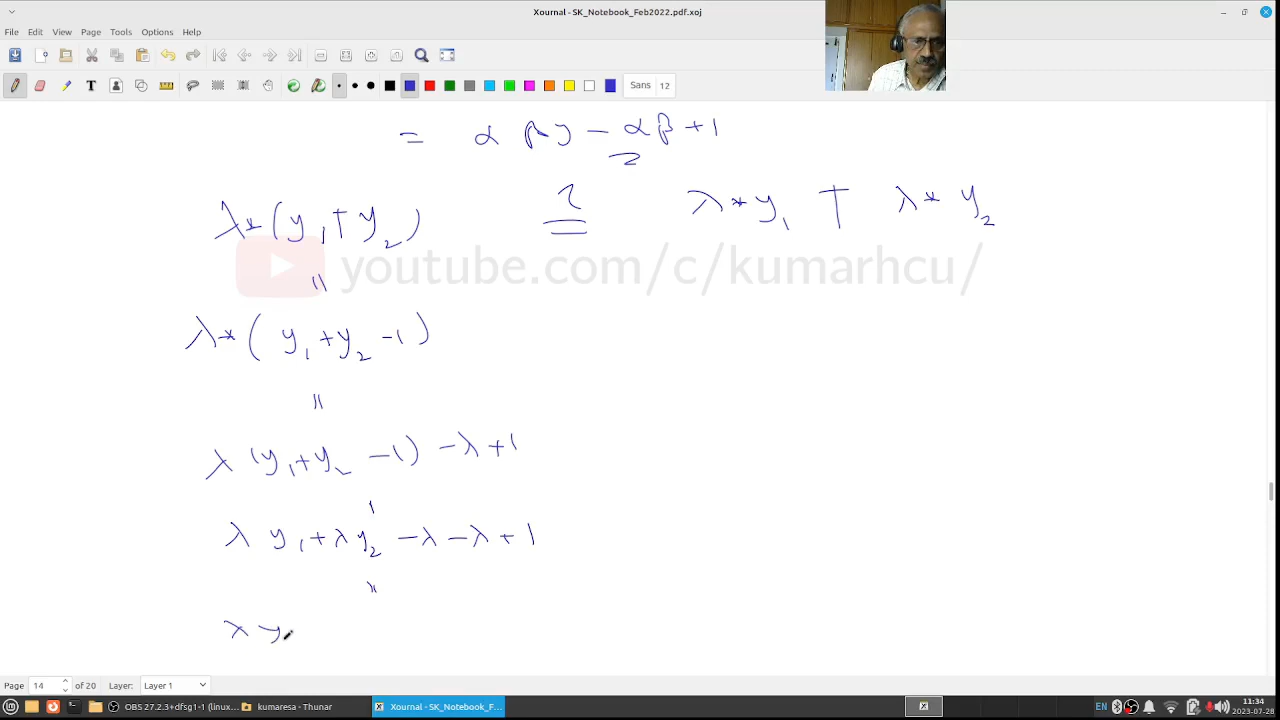 Xournal - SK_Notebook_Feb2022.pdf.xoj
File Edit View Page Tools Options Help
Sans 12
= α β y − α β + 1
λ * (y₁ † y₂) ? λ * y₁ † λ * y₂
youtube.com/c/kumarhcu/
॥
λ * ( y₁ + y₂ − 1 )
॥
λ (y₁ + y₂ − 1) − λ + 1
λ y₁ + λ y₂ − λ − λ + 1
λ y
Page 14 of 20 Layer: Layer 1
OBS 27.2.3+dfsg1-1 (linux... kumaresa - Thunar Xournal - SK_Notebook_F... EN 11:34
2023-07-28